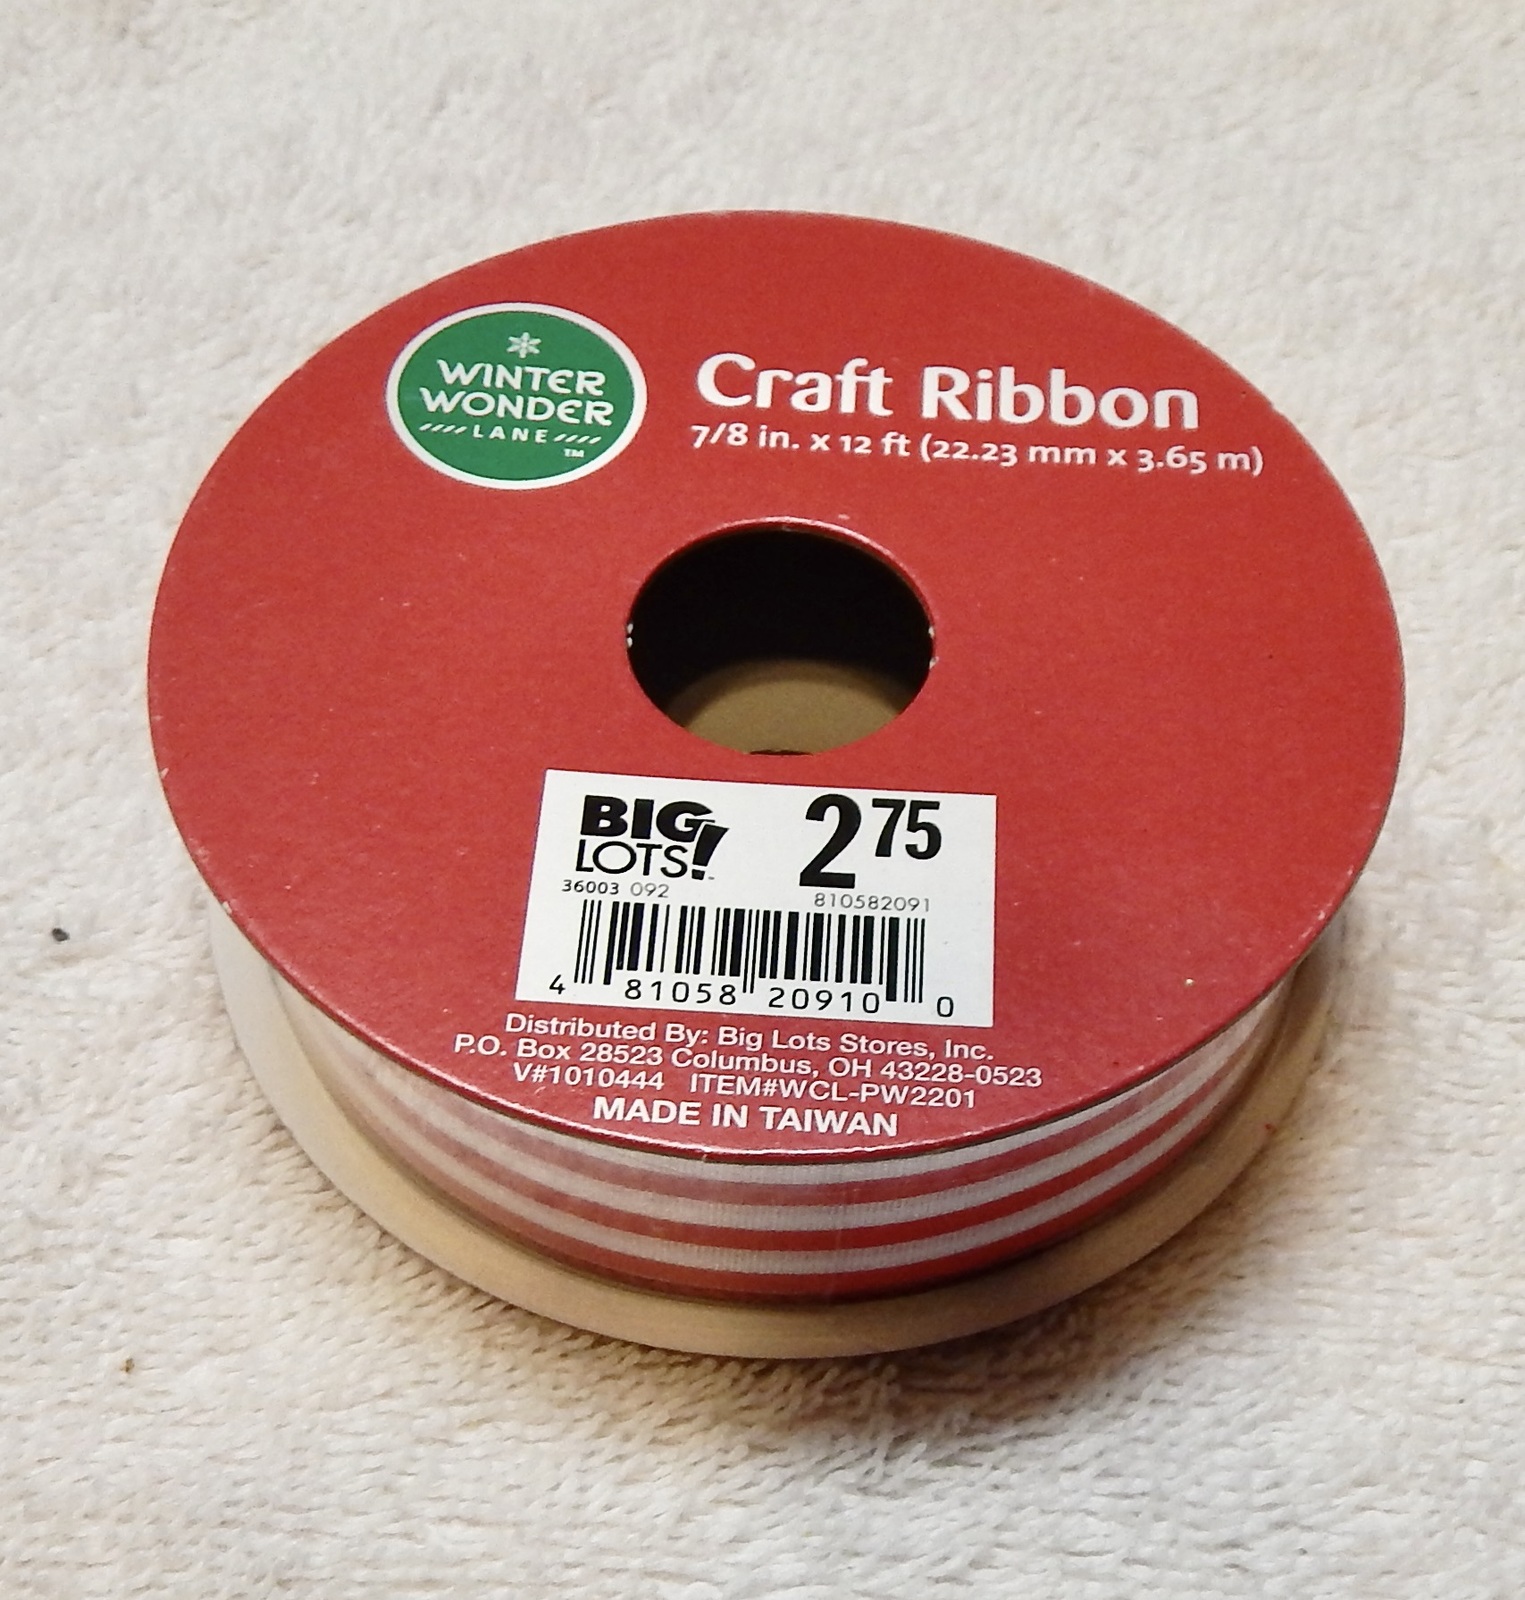 WINTER
WONDER
LANE
TM
Craft Ribbon
7/8 in. x 12 ft (22.23 mm x 3.65 m)
BIG
LOTS!
2 75
36003 092
810582091
4 81058 20910 0
Distributed By: Big Lots Stores, Inc.
P.O. Box 28523 Columbus, OH 43228-0523
V#1010444 ITEM#WCL-PW2201
MADE IN TAIWAN